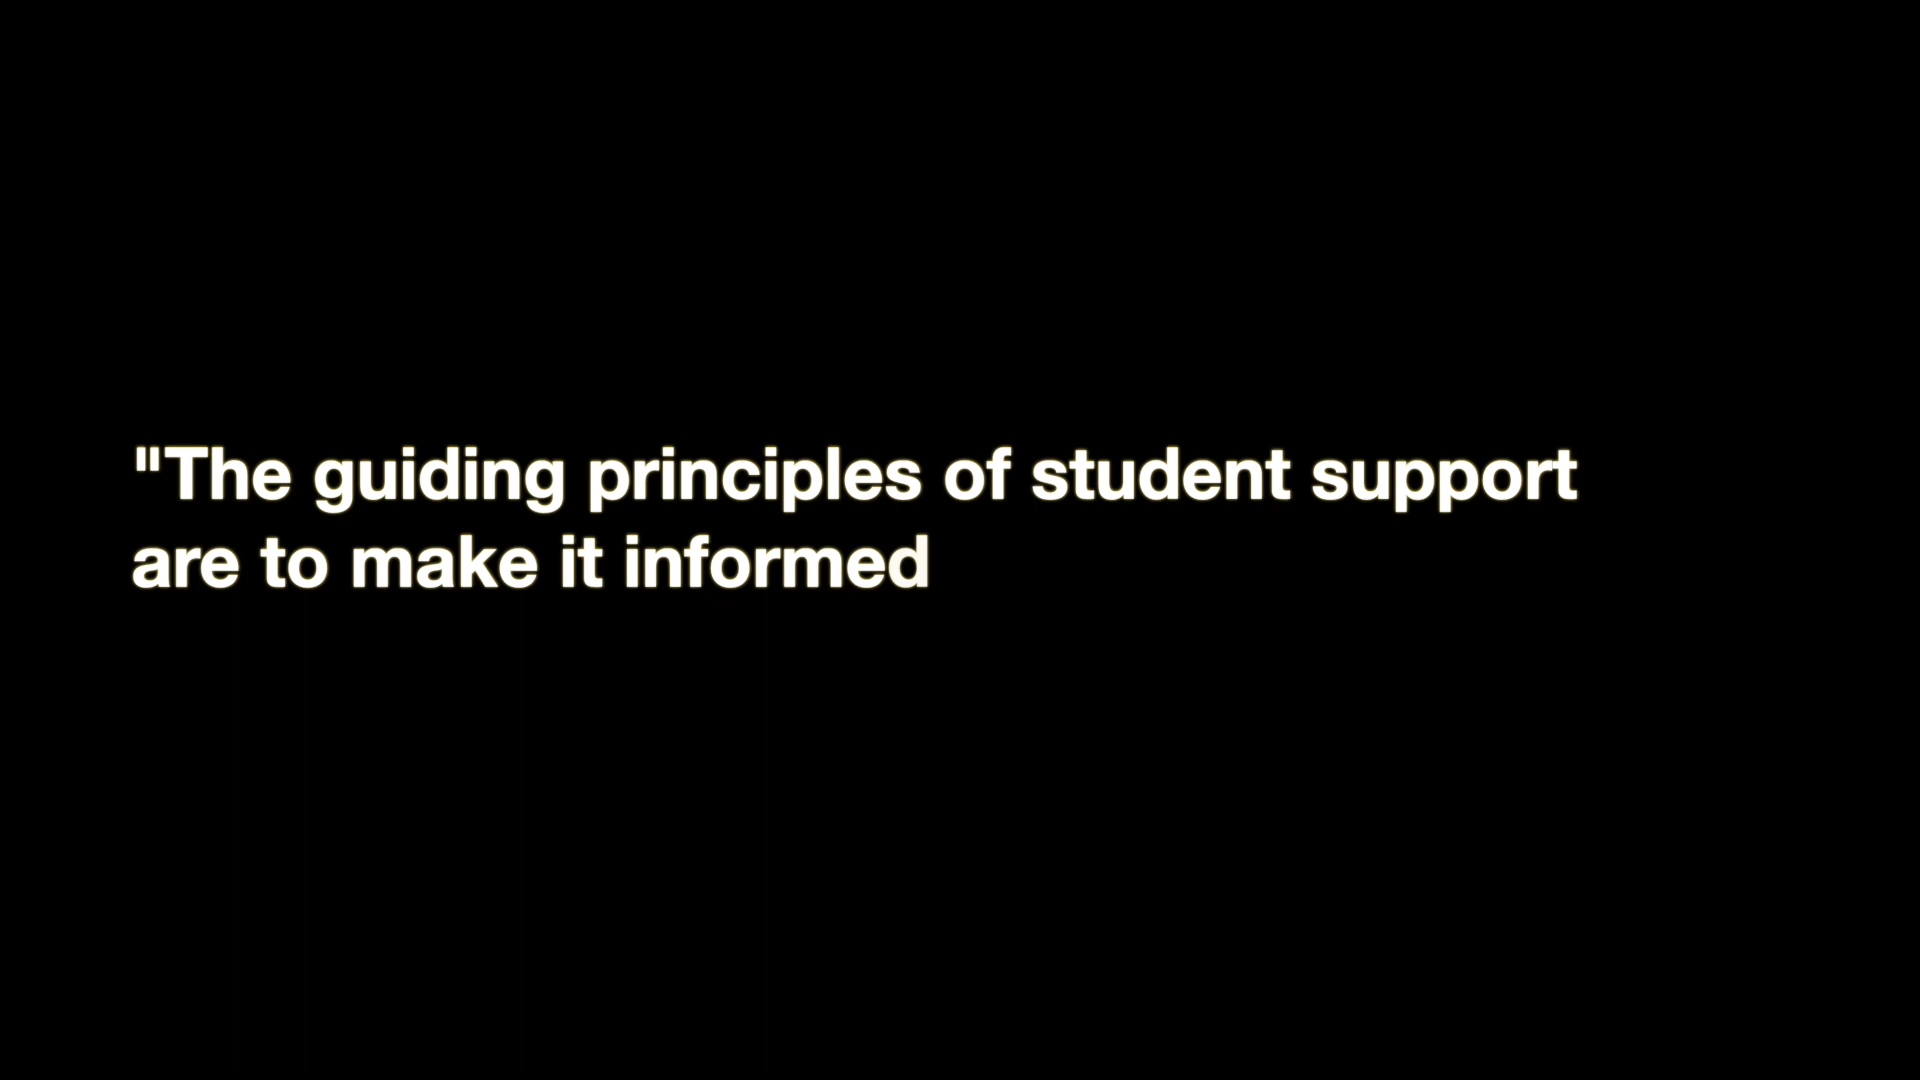 "The guiding principles of student support
are to make it informed